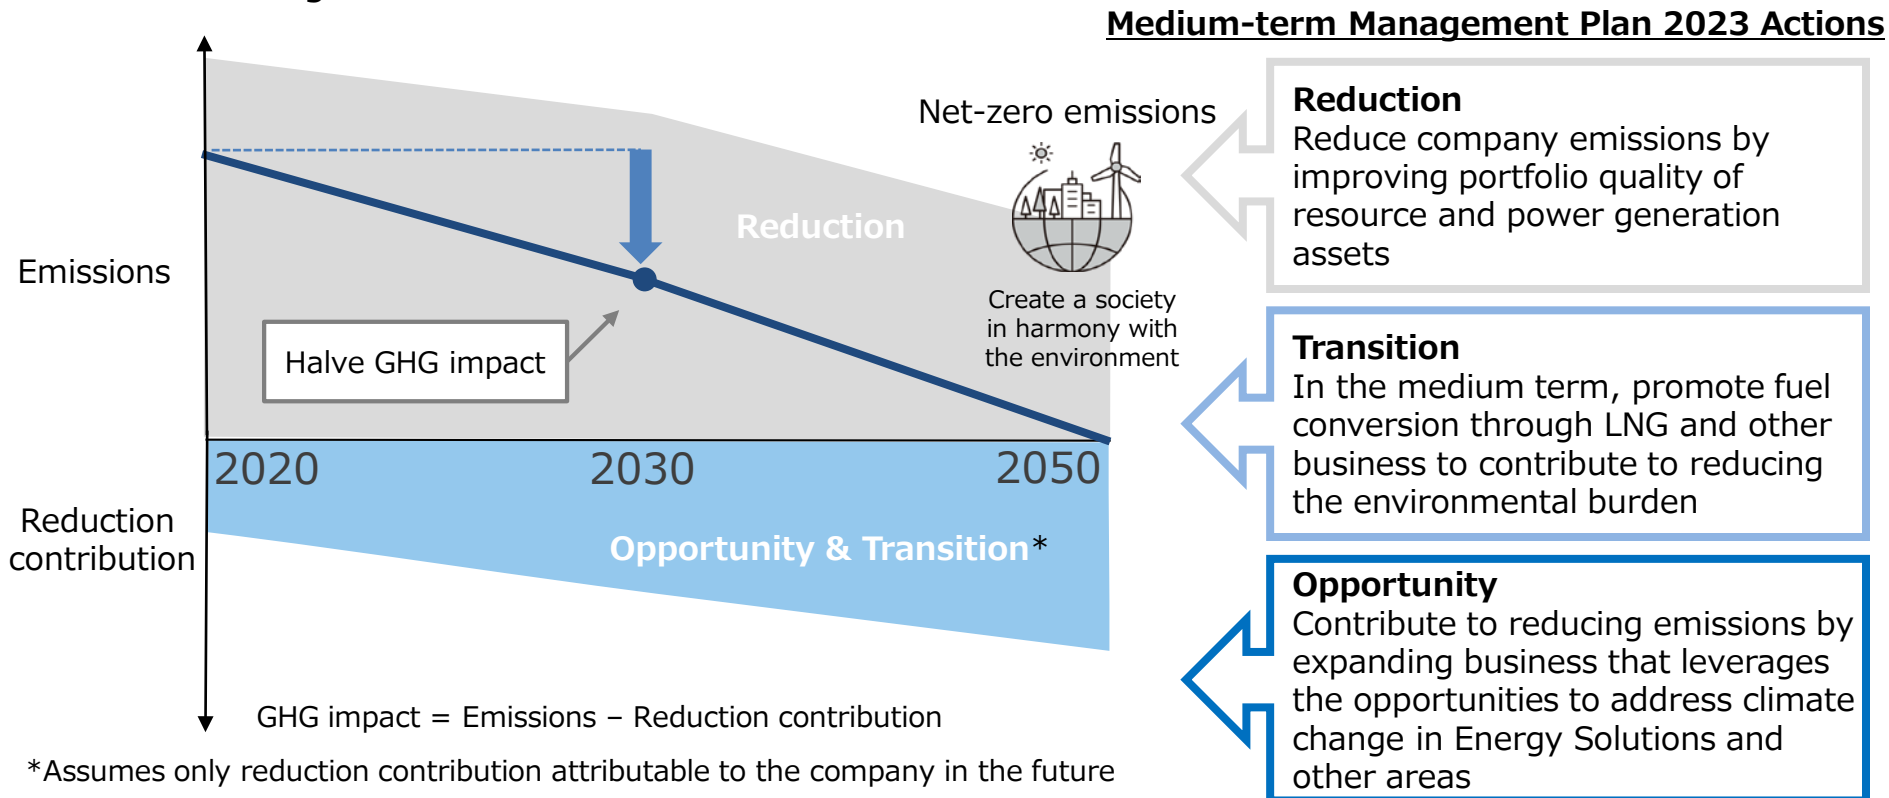 Medium-term Management Plan 2023 Actions
Net-zero emissions
Reduction
Emissions
Create a society
in harmony with
the environment
Halve GHG impact
2020
2030
2050
Reduction
contribution
Opportunity & Transition*
GHG impact = Emissions – Reduction contribution
*Assumes only reduction contribution attributable to the company in the future
Reduction
Reduce company emissions by
improving portfolio quality of
resource and power generation
assets
Transition
In the medium term, promote fuel
conversion through LNG and other
business to contribute to reducing
the environmental burden
Opportunity
Contribute to reducing emissions by
expanding business that leverages
the opportunities to address climate
change in Energy Solutions and
other areas